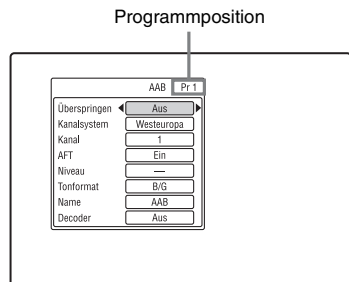 Programmposition
AAB Pr 1
Überspringen Aus
Kanalsystem Westeuropa
Kanal 1
AFT Ein
Niveau —
Tonformat B/G
Name AAB
Decoder Aus